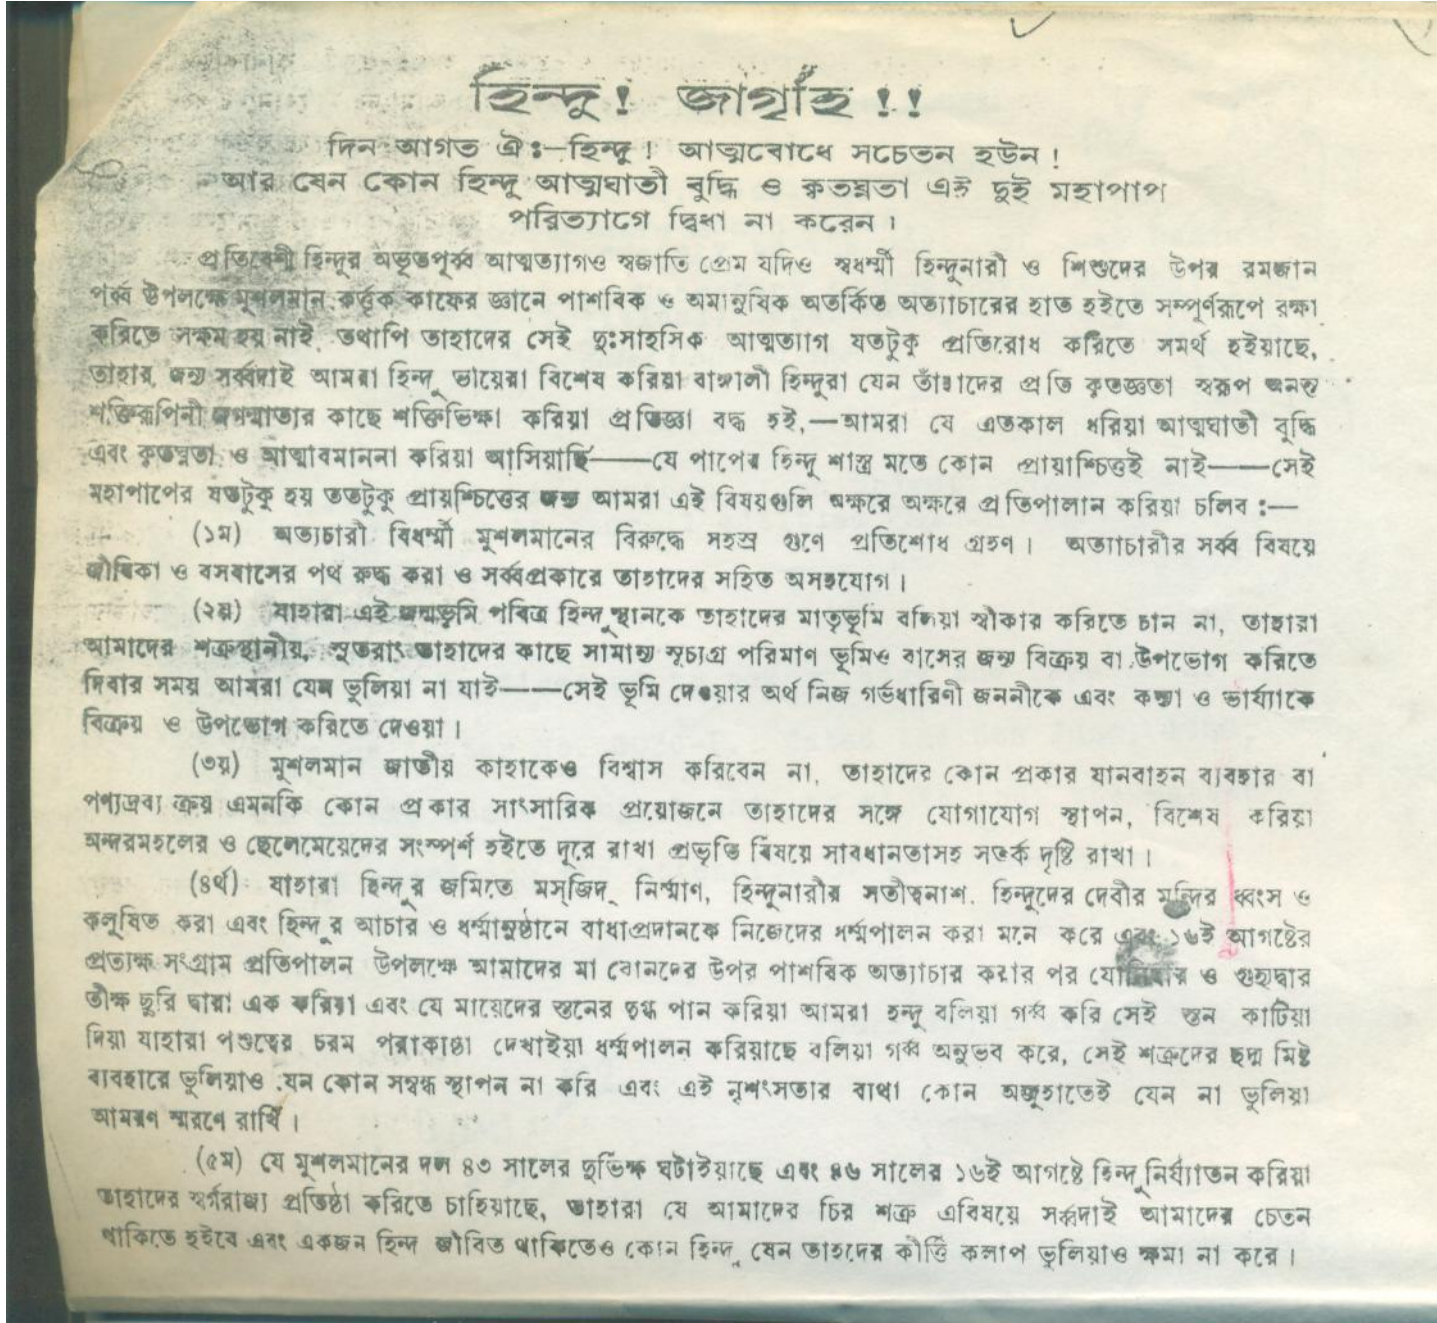 হিন্দু! জাগৃহি !!
দিন আগত ঐঃ—হিন্দু! আত্মবোধে সচেতন হউন!
আর যেন কোন হিন্দু আত্মঘাতী বুদ্ধি ও কৃতঘ্নতা এই দুই মহাপাপ
পরিত্যাগে দ্বিধা না করেন।
প্রতিবেশী হিন্দুর অভূতপূর্ব্ব আত্মত্যাগও স্বজাতি প্রেম যদিও স্বধর্ম্মী হিন্দুনারী ও শিশুদের উপর রমজান
পর্ব্ব উপলক্ষে মুশলমান কর্ত্তৃক কাফের জ্ঞানে পাশবিক ও অমানুষিক অতর্কিত অত্যাচারের হাত হইতে সম্পূর্ণরূপে রক্ষা
করিতে সক্ষম হয় নাই তথাপি তাহাদের সেই দুঃসাহসিক আত্মত্যাগ যতটুকু প্রতিরোধ করিতে সমর্থ হইয়াছে,
তাহার জন্য সর্ব্বদাই আমরা হিন্দু ভায়েরা বিশেষ করিয়া বাঙ্গালী হিন্দুরা যেন তাঁহাদের প্রতি কৃতজ্ঞতা স্বরূপ অনন্ত
শক্তিরূপিনী জগন্মাতার কাছে শক্তিভিক্ষা করিয়া প্রতিজ্ঞা বদ্ধ হই,—আমরা যে এতকাল ধরিয়া আত্মঘাতী বুদ্ধি
এবং কৃতঘ্নতা ও আত্মাবমাননা করিয়া আসিয়াছি——যে পাপের হিন্দু শাস্ত্র মতে কোন প্রায়াশ্চিত্তই নাই——সেই
মহাপাপের যতটুকু হয় ততটুকু প্রায়শ্চিত্তের জন্য আমরা এই বিষয়গুলি অক্ষরে অক্ষরে প্রতিপালান করিয়া চলিব :—
(১ম) অত্যচারী বিধর্ম্মী মুশলমানের বিরুদ্ধে সহস্র গুণে প্রতিশোধ গ্রহণ। অত্যাচারীর সর্ব্ব বিষয়ে
জীবিকা ও বসবাসের পথ রুদ্ধ করা ও সর্ব্বপ্রকারে তাহাদের সহিত অসহযোগ।
(২য়) যাহারা এই জন্মভূমি পবিত্র হিন্দুস্থানকে তাহাদের মাতৃভূমি বলিয়া স্বীকার করিতে চান না, তাহারা
আমাদের শত্রুস্থানীয়, সুতরাং তাহাদের কাছে সামান্য সূচ্যগ্র পরিমাণ ভূমিও বাসের জন্য বিক্রয় বা উপভোগ করিতে
দিবার সময় আমরা যেন ভুলিয়া না যাই——সেই ভূমি দেওয়ার অর্থ নিজ গর্ভধারিণী জননীকে এবং কন্যা ও ভার্য্যাকে
বিক্রয় ও উপভোগ করিতে দেওয়া।
(৩য়) মুশলমান জাতীয় কাহাকেও বিশ্বাস করিবেন না, তাহাদের কোন প্রকার যানবাহন ব্যবহার বা
পণ্যদ্রব্য ক্রয় এমনকি কোন প্রকার সাংসারিক প্রয়োজনে তাহাদের সঙ্গে যোগাযোগ স্থাপন, বিশেষ করিয়া
অন্দরমহলের ও ছেলেমেয়েদের সংস্পর্শ হইতে দূরে রাখা প্রভৃতি বিষয়ে সাবধানতাসহ সতর্ক দৃষ্টি রাখা।
(৪র্থ) যাহারা হিন্দুর জমিতে মস্‌জিদ্ নির্ম্মাণ, হিন্দুনারীর সতীত্বনাশ, হিন্দুদের দেবীর মন্দির ধ্বংস ও
কলুষিত করা এবং হিন্দুর আচার ও ধর্ম্মানুষ্ঠানে বাধাপ্রদানকে নিজেদের ধর্ম্মপালন করা মনে করে এবং ১৬ই আগষ্টের
প্রত্যক্ষ সংগ্রাম প্রতিপালন উপলক্ষে আমাদের মা বোনদের উপর পাশবিক অত্যাচার করার পর যোনিদ্বার ও গুহ্যদ্বার
তীক্ষ ছুরি দ্বারা এক করিয়া এবং যে মায়েদের স্তনের দুগ্ধ পান করিয়া আমরা হন্দু বলিয়া গর্ব্ব করি সেই স্তন কাটিয়া
দিয়া যাহারা পশুত্বের চরম পরাকাষ্ঠা দেখাইয়া ধর্ম্মপালন করিয়াছে বলিয়া গর্ব্ব অনুভব করে, সেই শত্রুদের ছদ্ম মিষ্ট
ব্যবহারে ভুলিয়াও যেন কোন সম্বন্ধ স্থাপন না করি এবং এই নৃশংসতার ব্যথা কোন অজুহাতেই যেন না ভুলিয়া
আমরণ স্মরণে রাখি।
(৫ম) যে মুশলমানের দল ৪৩ সালের দুর্ভিক্ষ ঘটাইয়াছে এবং ৪৬ সালের ১৬ই আগষ্টে হিন্দু নির্য্যাতন করিয়া
তাহাদের স্বর্গরাজ্য প্রতিষ্ঠা করিতে চাহিয়াছে, তাহারা যে আমাদের চির শত্রু এবিষয়ে সর্ব্বদাই আমাদের চেতন
থাকিতে হইবে এবং একজন হিন্দু জীবিত থাকিতেও কোন হিন্দু যেন তাহদের কীর্ত্তি কলাপ ভুলিয়াও ক্ষমা না করে।